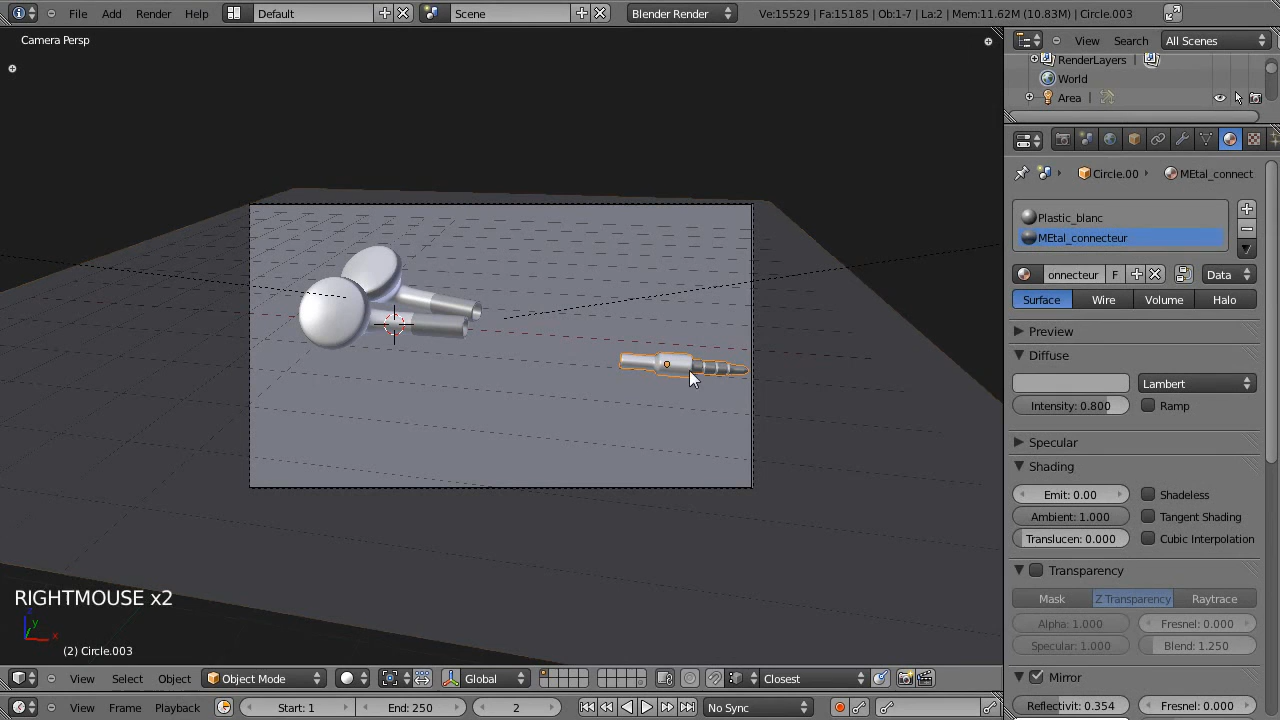 File Add Render Help Default Scene Blender Render Ve:15529 | Fa:15185 | Ob:1-7 | La:2 | Mem:11.62M (10.83M) | Circle.003
Camera Persp
View Search All Scenes
RenderLayers |
World
Area |
Circle.00 MEtal_connect
Plastic_blanc
MEtal_connecteur
onnecteur F Data
Surface Wire Volume Halo
Preview
Diffuse
Lambert
Intensity: 0.800 Ramp
Specular
Shading
Emit: 0.00 Shadeless
Ambient: 1.000 Tangent Shading
Translucen: 0.000 Cubic Interpolation
Transparency
Mask Z Transparency Raytrace
Alpha: 1.000 Fresnel: 0.000
Specular: 1.000 Blend: 1.250
Mirror
Reflectivity: 0.354 Fresnel: 0.000
RIGHTMOUSE x2
z
y
x
(2) Circle.003
View Select Object Object Mode Global Closest
View Frame Playback Start: 1 End: 250 2 No Sync